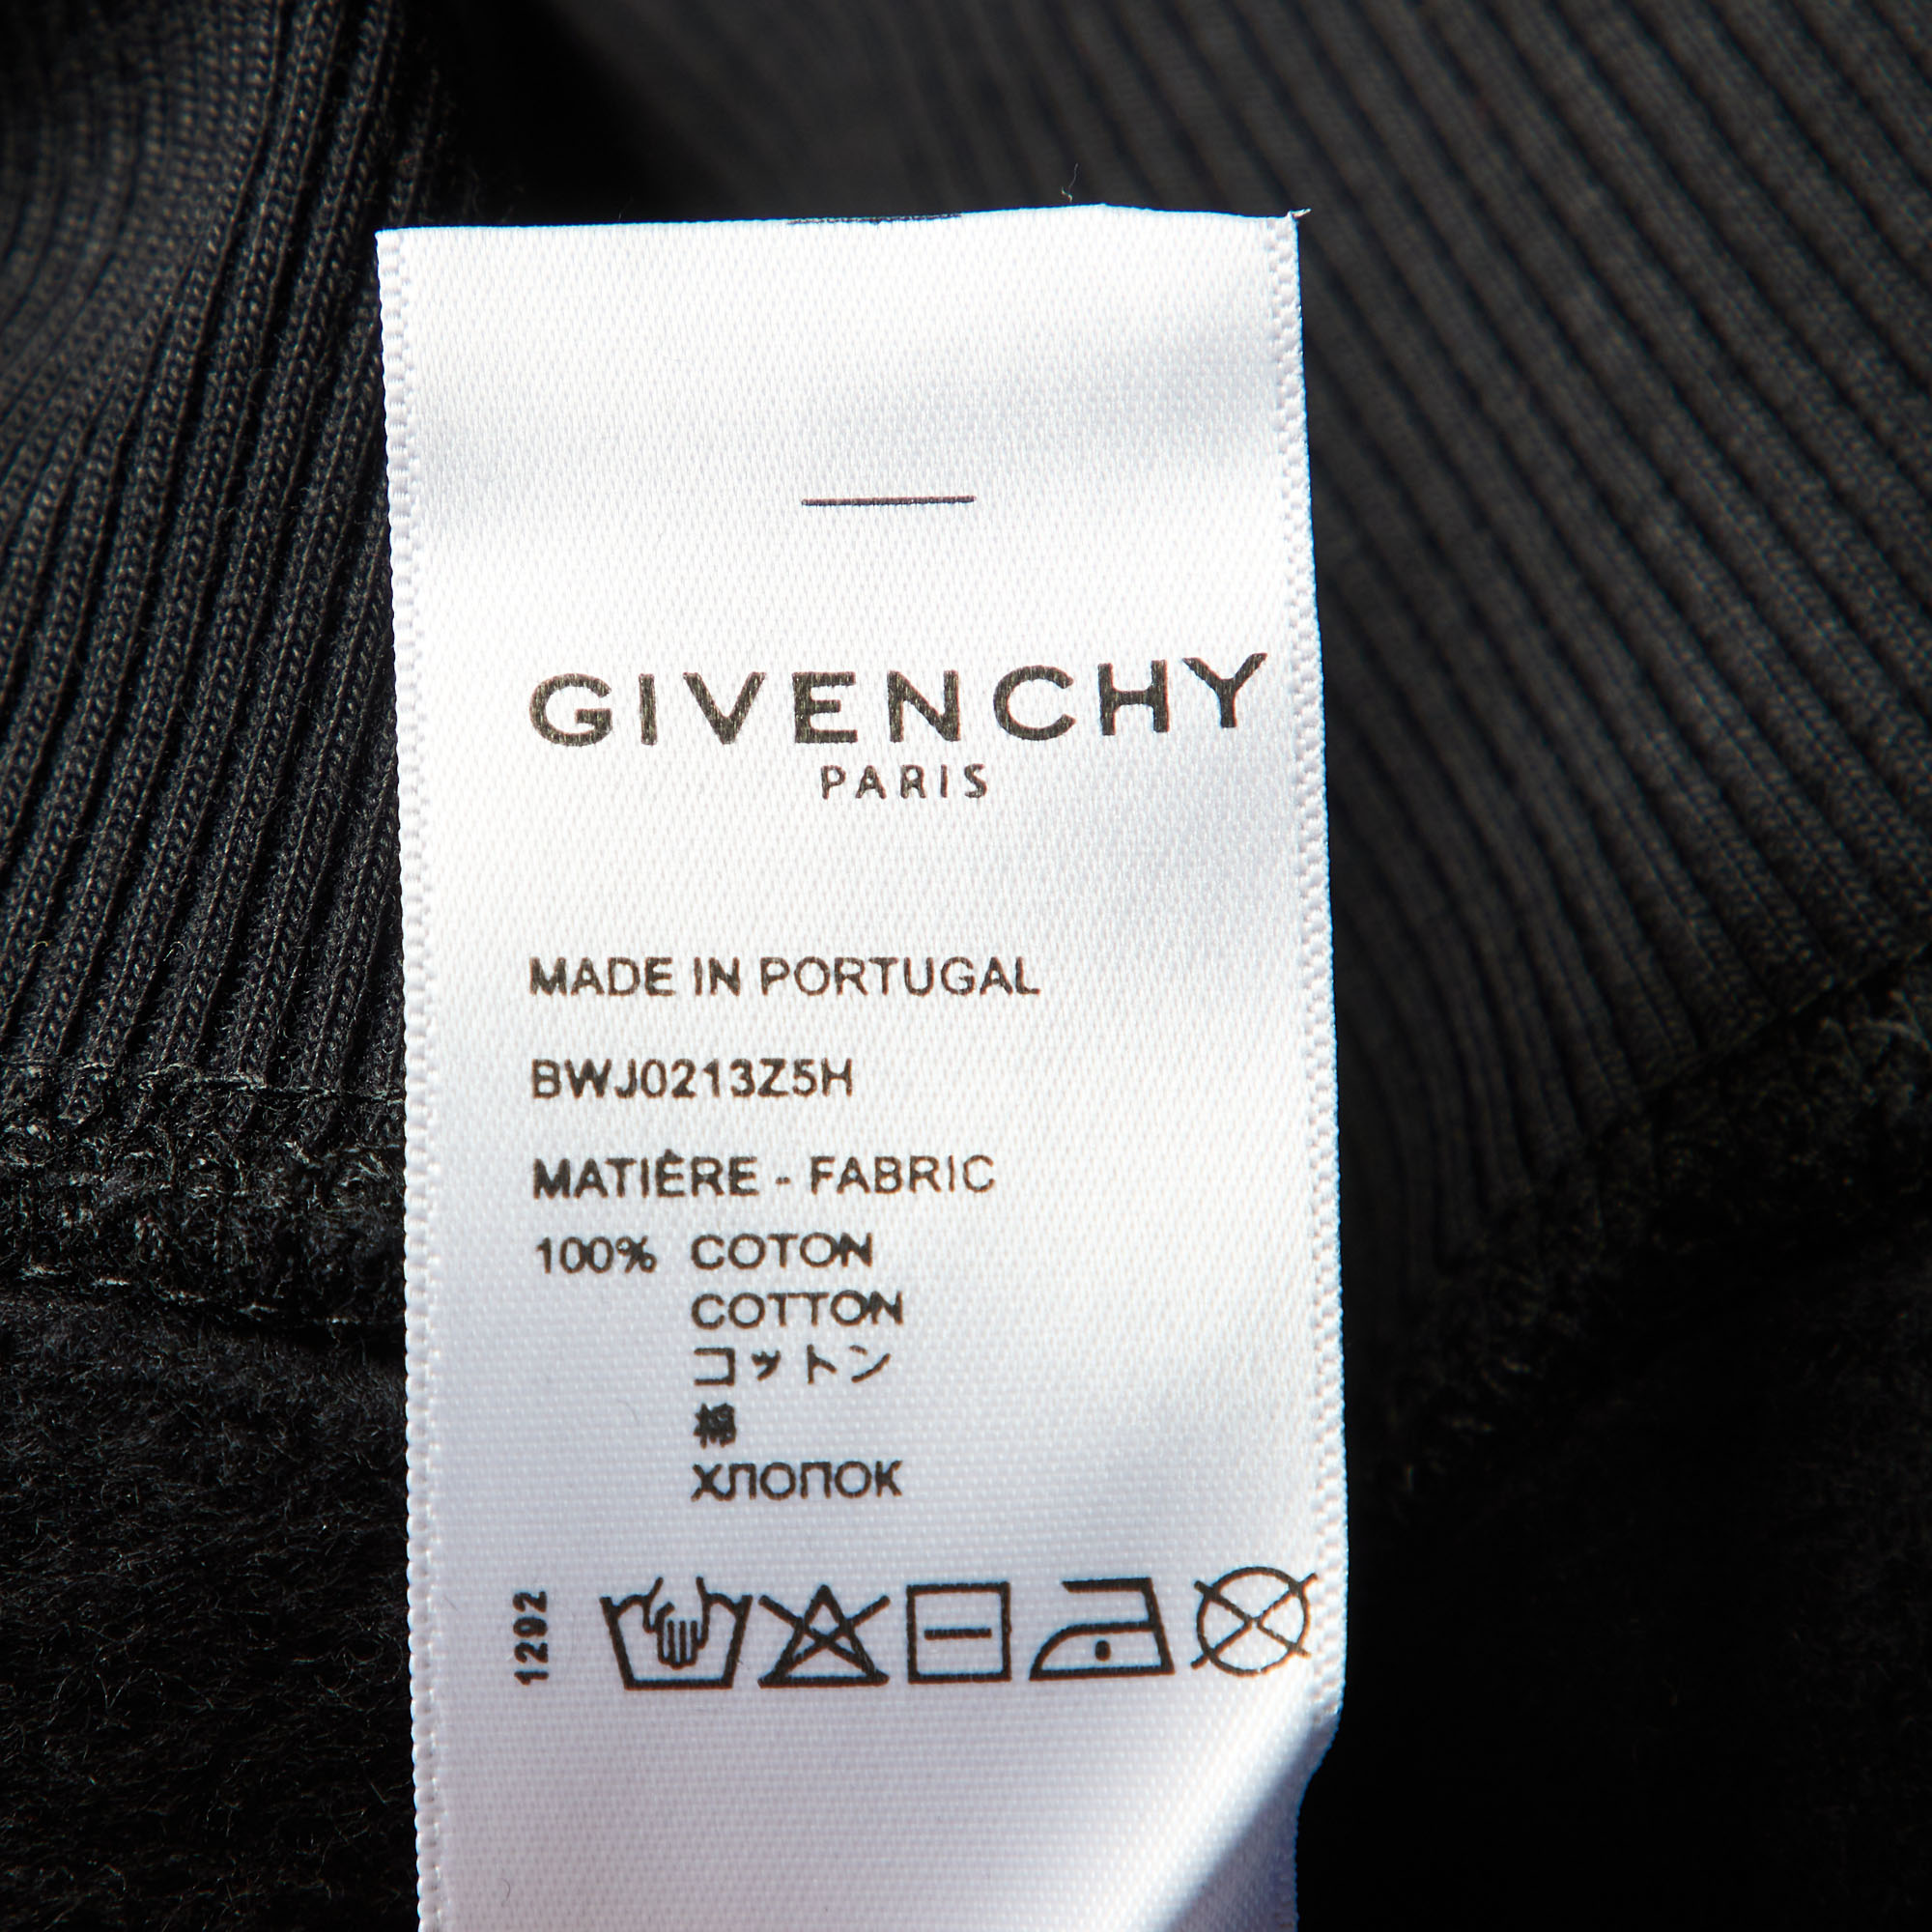 GIVENCHY
PARIS
MADE IN PORTUGAL
BWJ0213Z5H
MATIÈRE - FABRIC
100% COTON
COTTON
コットン
棉
ХЛОПОК
1292